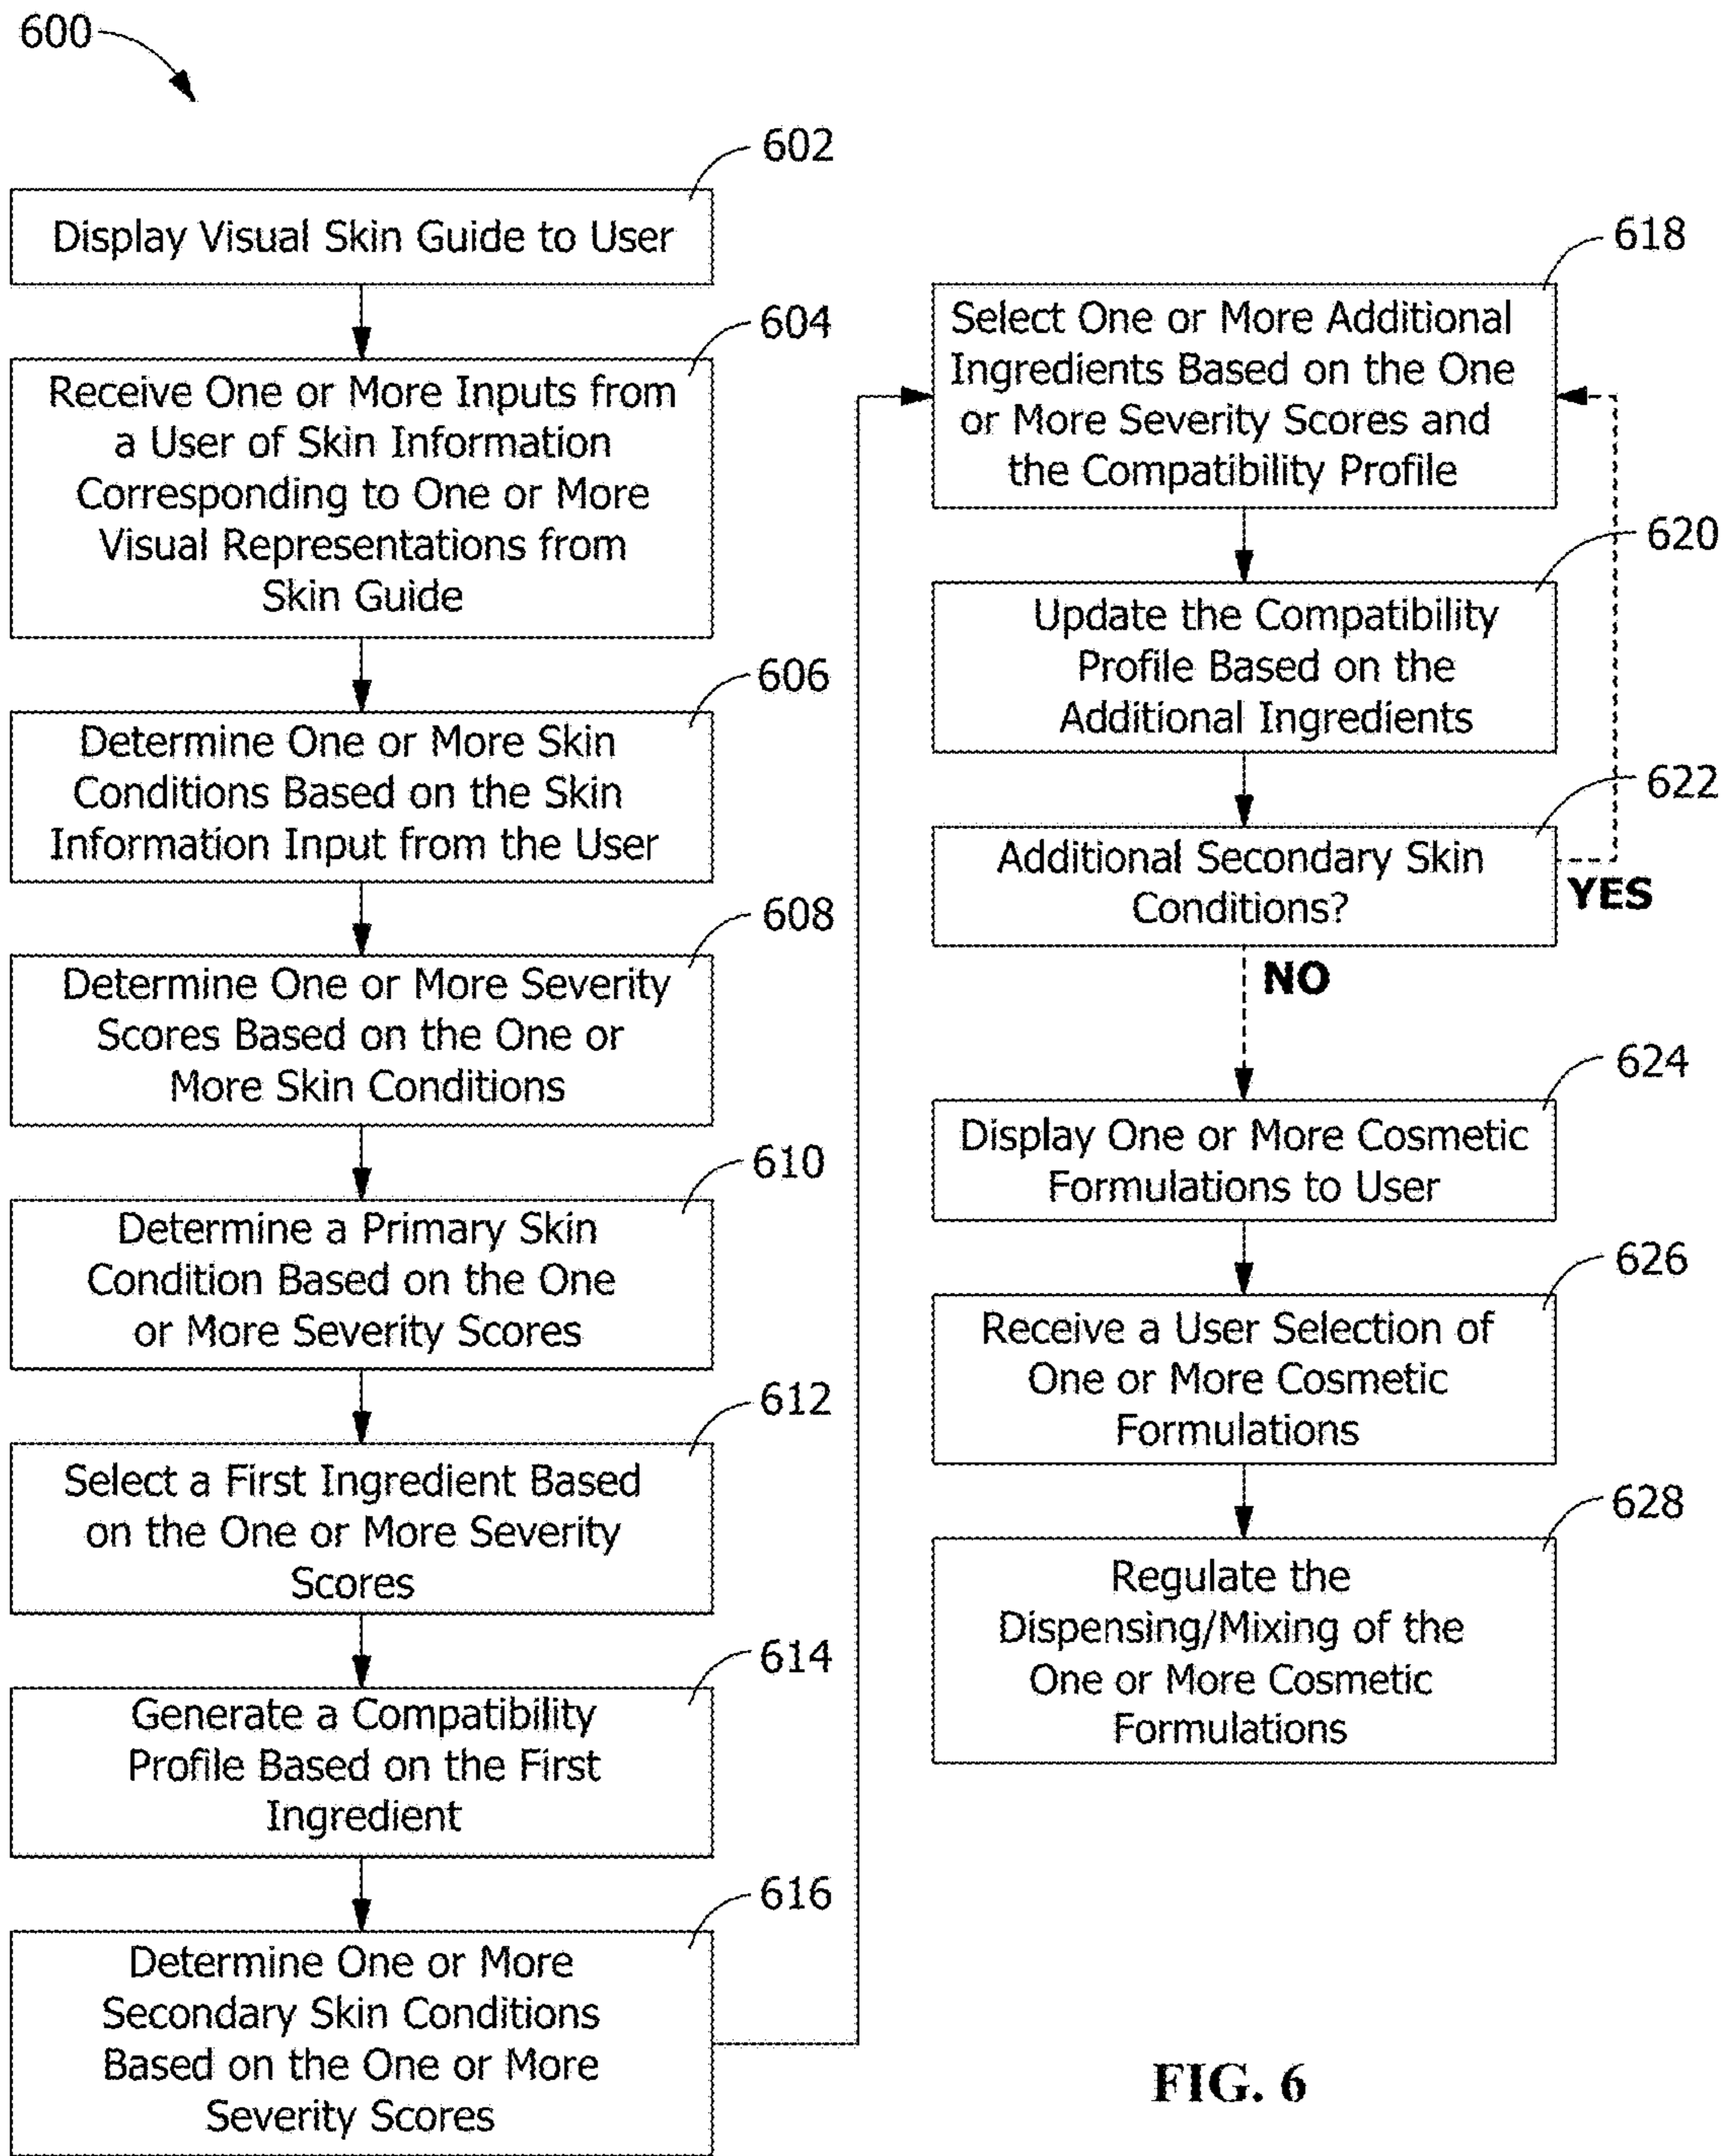 600
602
Display Visual Skin Guide to User
604
Receive One or More Inputs from
a User of Skin Information
Corresponding to One or More
Visual Representations from
Skin Guide
606
Determine One or More Skin
Conditions Based on the Skin
Information Input from the User
608
Determine One or More Severity
Scores Based on the One or
More Skin Conditions
610
Determine a Primary Skin
Condition Based on the One
or More Severity Scores
612
Select a First Ingredient Based
on the One or More Severity
Scores
614
Generate a Compatibility
Profile Based on the First
Ingredient
616
Determine One or More
Secondary Skin Conditions
Based on the One or More
Severity Scores
618
Select One or More Additional
Ingredients Based on the One
or More Severity Scores and
the Compatibility Profile
620
Update the Compatibility
Profile Based on the
Additional Ingredients
622
Additional Secondary Skin
Conditions?
YES
NO
624
Display One or More Cosmetic
Formulations to User
626
Receive a User Selection of
One or More Cosmetic
Formulations
628
Regulate the
Dispensing/Mixing of the
One or More Cosmetic
Formulations
FIG. 6